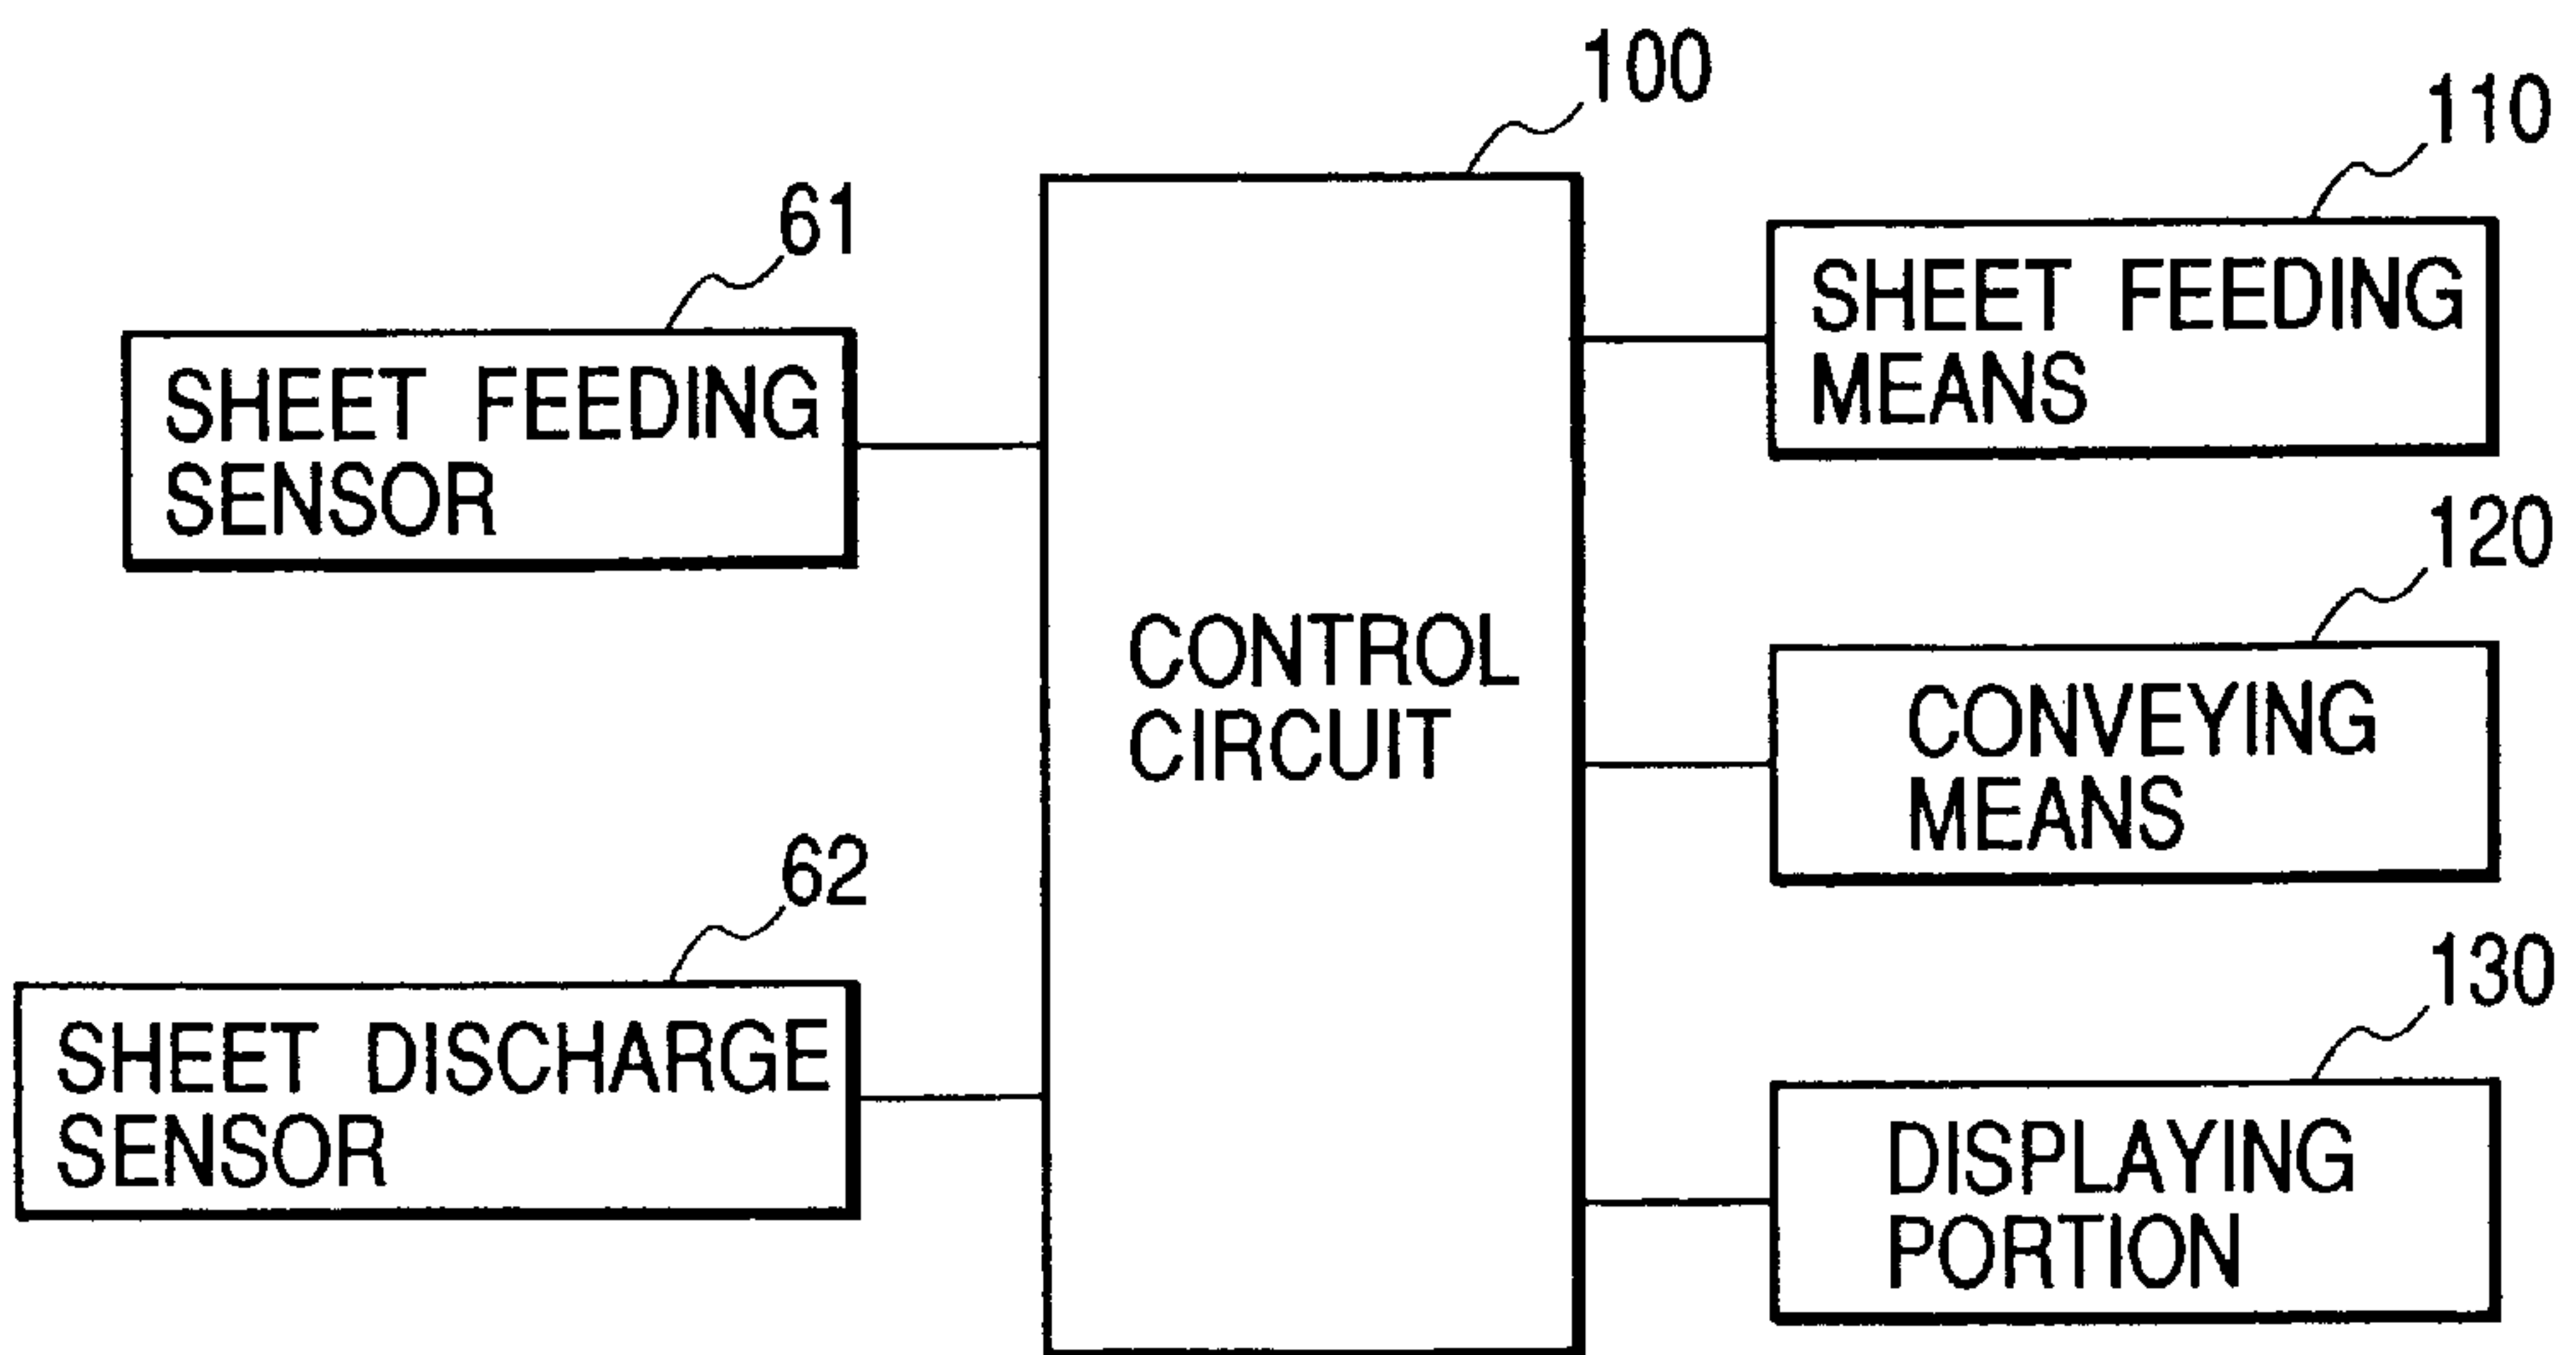 100
110
61
SHEET FEEDING
MEANS
SHEET FEEDING
SENSOR
120
CONTROL
CIRCUIT
CONVEYING
MEANS
62
130
SHEET DISCHARGE
SENSOR
DISPLAYING
PORTION